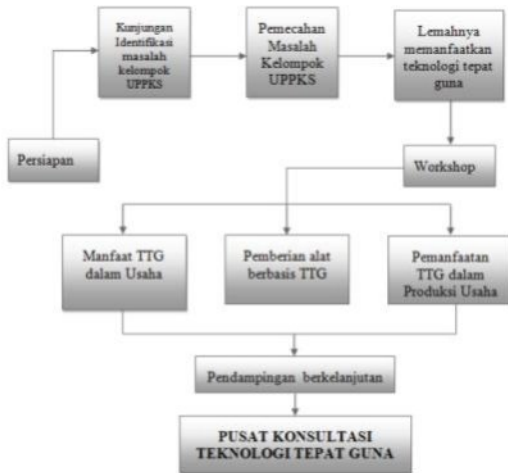 Kunjungan
Identifikasi
masalah
kelompok
UPPKS
Pemecahan
Masalah
Kelompok
UPPKS
Lemahnya
memanfaatkan
teknologi tepat
guna
Persiapan
Workshop
Manfaat TTG
dalam Usaha
Pemberian alat
berbasis TTG
Pemanfaatan
TTG dalam
Produksi Usaha
Pendampingan berkelanjutan
PUSAT KONSULTASI
TEKNOLOGI TEPAT GUNA